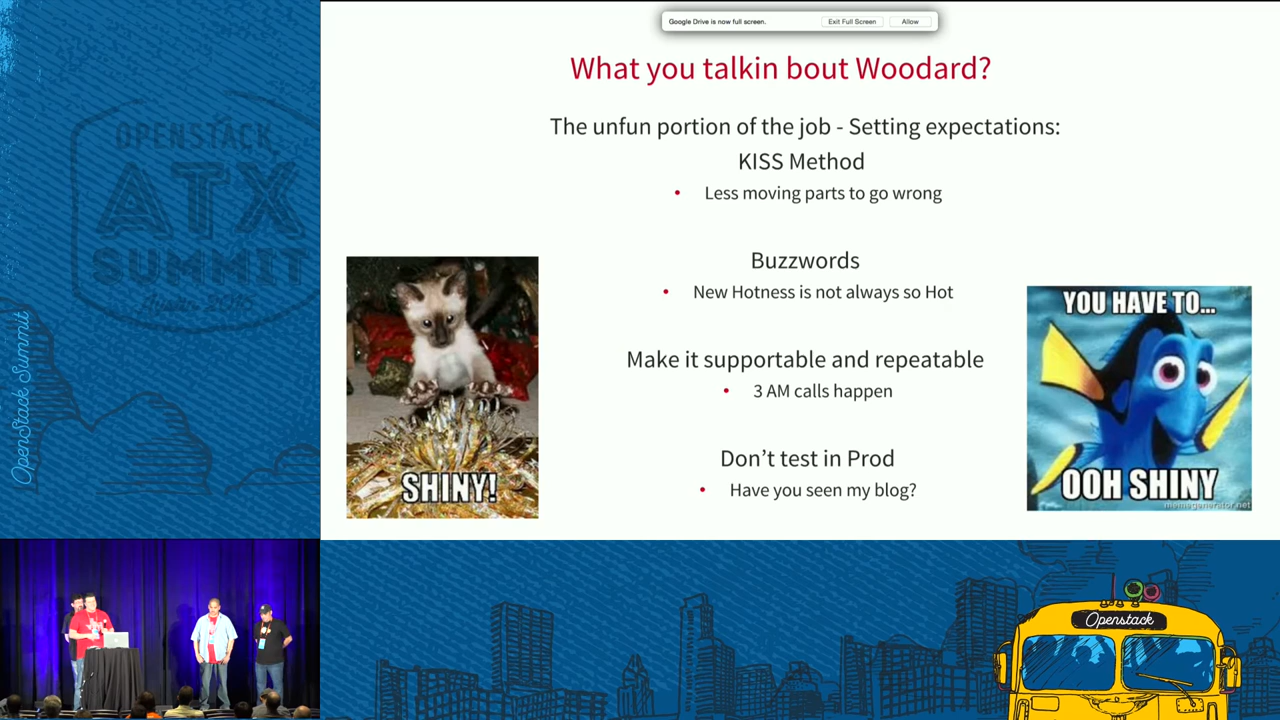 Google Drive is now full screen.
Exit Full Screen
Allow
What you talkin bout Woodard?
The unfun portion of the job - Setting expectations:
KISS Method
• Less moving parts to go wrong
Buzzwords
• New Hotness is not always so Hot
Make it supportable and repeatable
• 3 AM calls happen
Don’t test in Prod
• Have you seen my blog?
SHINY!
YOU HAVE TO...
OOH SHINY
memegenerator.net
OPENSTACK
ATX
SUMMIT
OpenStack Summit
Openstack